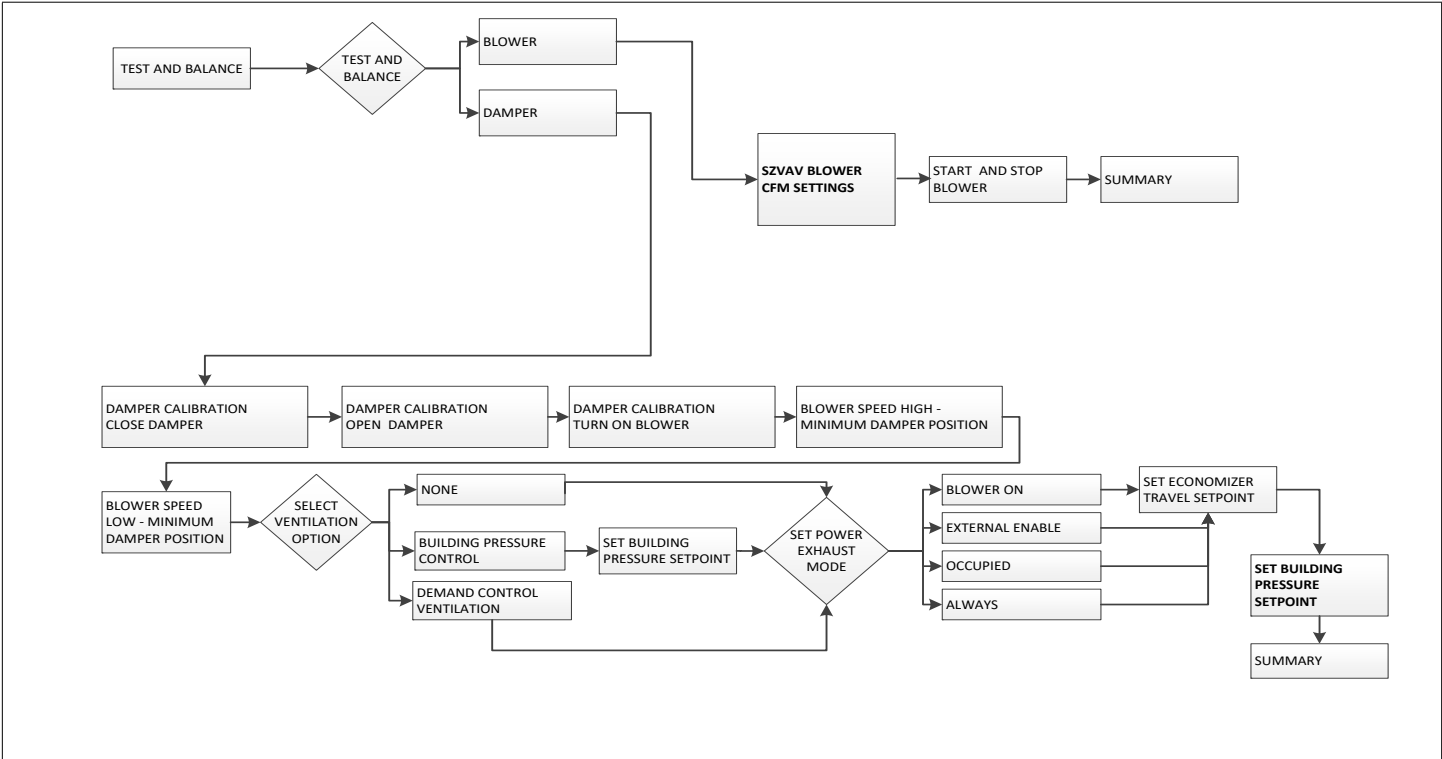 TEST AND BALANCE
TEST AND
BALANCE
BLOWER
DAMPER
SZVAV BLOWER
CFM SETTINGS
START AND STOP
BLOWER
SUMMARY
DAMPER CALIBRATION
CLOSE DAMPER
DAMPER CALIBRATION
OPEN DAMPER
DAMPER CALIBRATION
TURN ON BLOWER
BLOWER SPEED HIGH -
MINIMUM DAMPER POSITION
BLOWER SPEED
LOW - MINIMUM
DAMPER POSITION
SELECT
VENTILATION
OPTION
NONE
BUILDING PRESSURE
CONTROL
DEMAND CONTROL
VENTILATION
SET BUILDING
PRESSURE SETPOINT
SET POWER
EXHAUST
MODE
BLOWER ON
EXTERNAL ENABLE
OCCUPIED
ALWAYS
SET ECONOMIZER
TRAVEL SETPOINT
SET BUILDING
PRESSURE
SETPOINT
SUMMARY